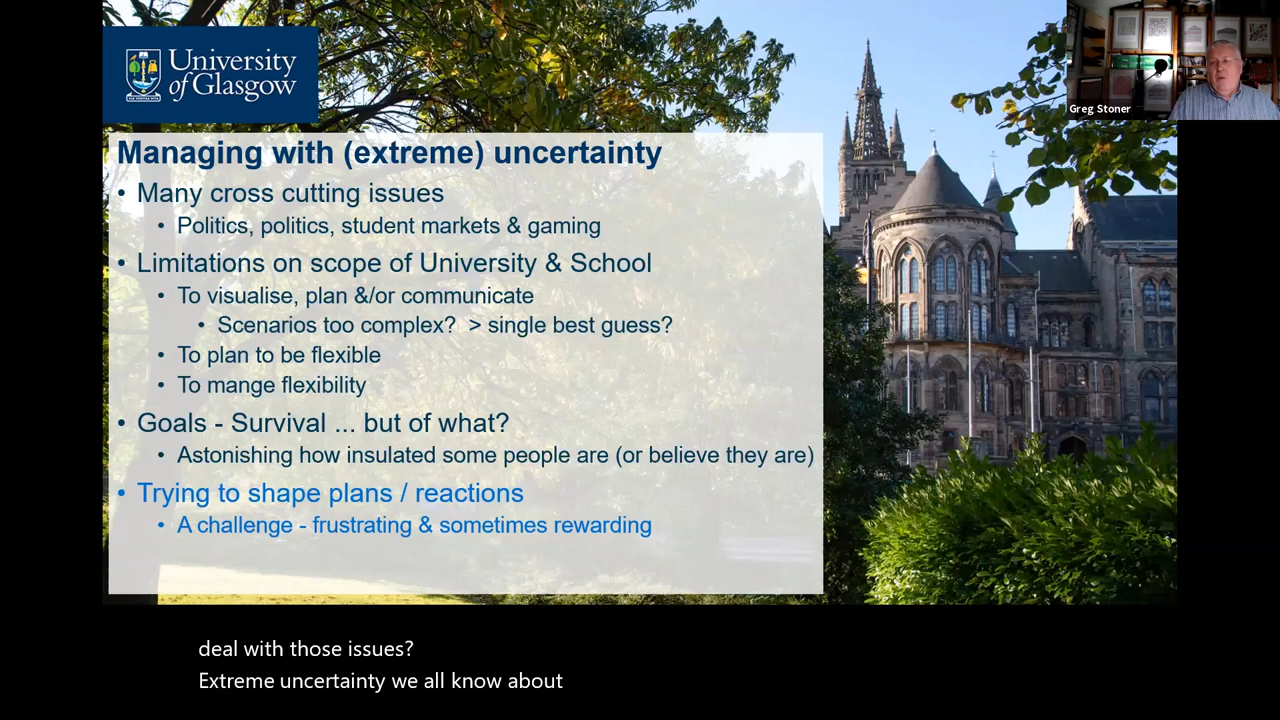 University
of Glasgow
VIA VERITAS VITA
Greg Stoner
Managing with (extreme) uncertainty
• Many cross cutting issues
• Politics, politics, student markets & gaming
• Limitations on scope of University & School
• To visualise, plan &/or communicate
• Scenarios too complex?  > single best guess?
• To plan to be flexible
• To mange flexibility
• Goals - Survival ... but of what?
• Astonishing how insulated some people are (or believe they are)
• Trying to shape plans / reactions
• A challenge - frustrating & sometimes rewarding
deal with those issues?
Extreme uncertainty we all know about